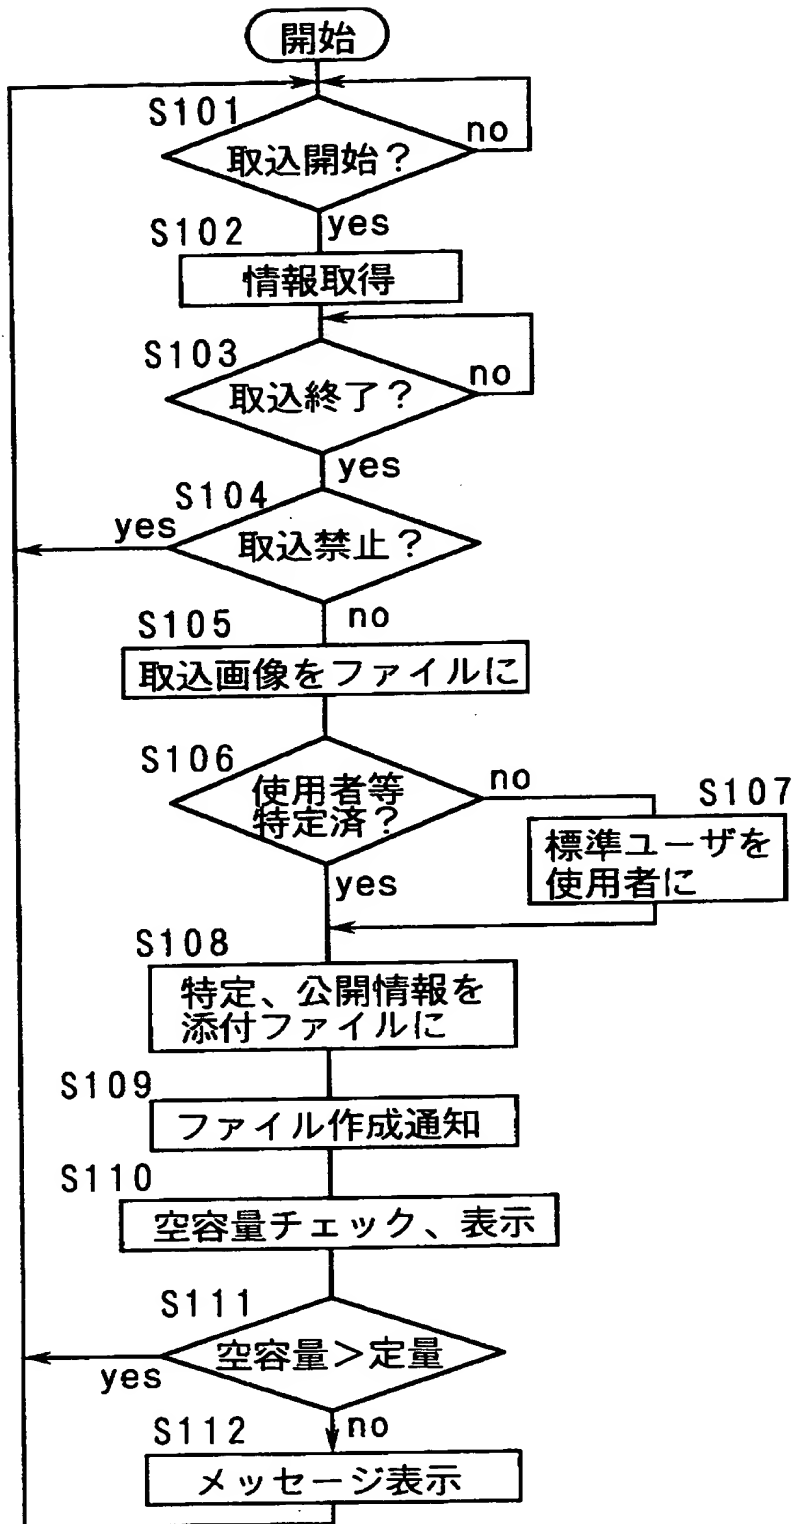 開始
S101
取込開始?
no
yes
S102
情報取得
S103
取込終了?
no
yes
S104
取込禁止?
yes
no
S105
取込画像をファイルに
S106
使用者等
特定済?
no
yes
S107
標準ユーザを
使用者に
S108
特定、公開情報を
添付ファイルに
S109
ファイル作成通知
S110
空容量チェック、表示
S111
空容量>定量
yes
no
S112
メッセージ表示